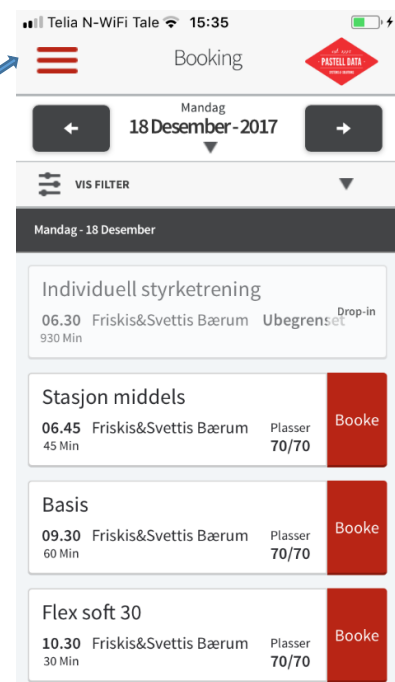 Telia N-WiFi Tale 15:35
Booking
PASTELL DATA
Mandag
18 Desember - 2017
VIS FILTER
Mandag - 18 Desember
Individuell styrketrening
06.30 Friskis&Svettis Bærum Ubegrenset Drop-in
930 Min
Stasjon middels
06.45 Friskis&Svettis Bærum Plasser Booke
45 Min 70/70
Basis
09.30 Friskis&Svettis Bærum Plasser Booke
60 Min 70/70
Flex soft 30
10.30 Friskis&Svettis Bærum Plasser Booke
30 Min 70/70